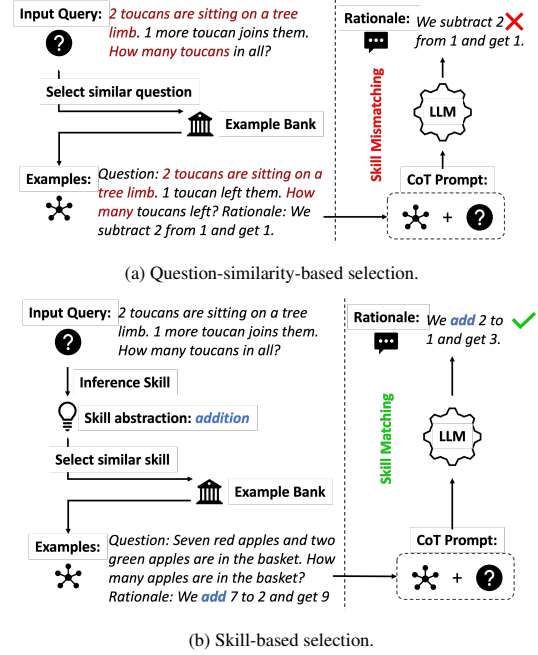 Input Query: 2 toucans are sitting on a tree
limb. 1 more toucan joins them.
How many toucans in all?
?
Select similar question
Example Bank
Examples: Question: 2 toucans are sitting on a
tree limb. 1 toucan left them. How
many toucans left? Rationale: We
subtract 2 from 1 and get 1.
Rationale: We subtract 2
from 1 and get 1.
Skill Mismatching
LLM
CoT Prompt:
+ ?
(a) Question-similarity-based selection.
Input Query: 2 toucans are sitting on a tree
limb. 1 more toucan joins them.
How many toucans in all?
?
Inference Skill
Skill abstraction: addition
Select similar skill
Example Bank
Examples: Question: Seven red apples and two
green apples are in the basket. How
many apples are in the basket?
Rationale: We add 7 to 2 and get 9
Rationale: We add 2 to
1 and get 3.
Skill Matching
LLM
CoT Prompt:
+ ?
(b) Skill-based selection.